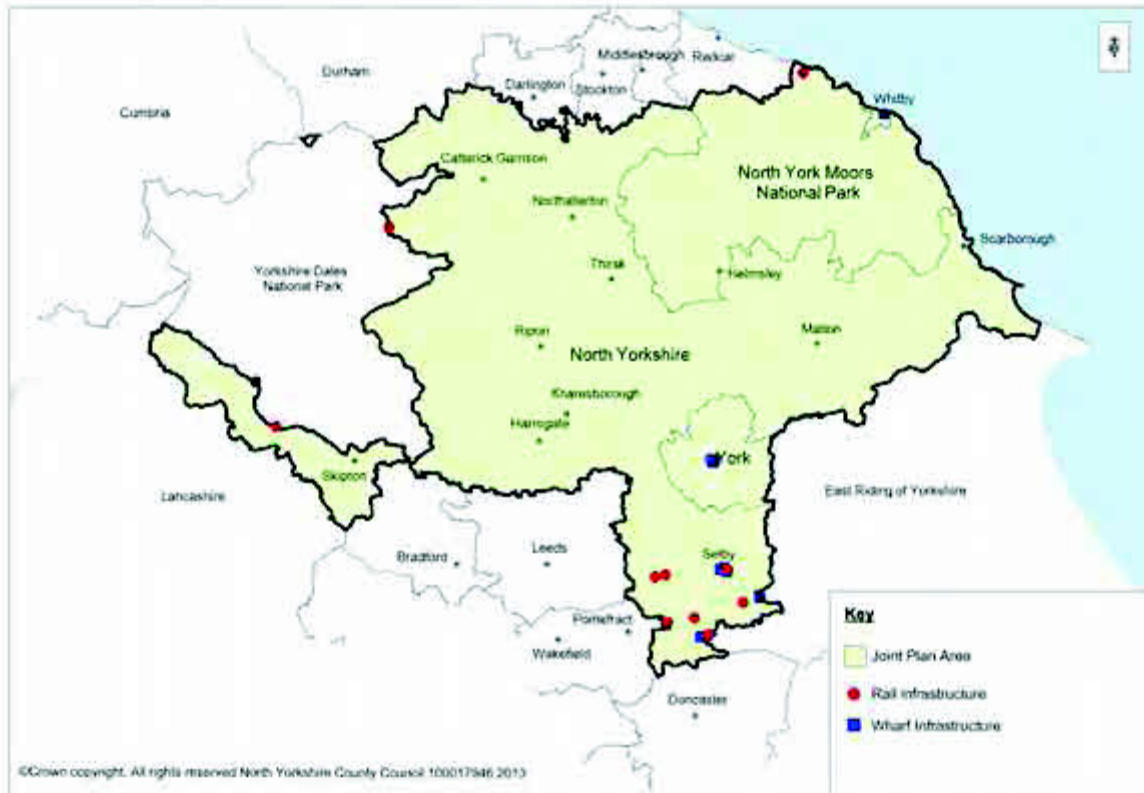 Middlesbrough
Redcar
Durham
Darlington
Stockton
Cumbria
Whitby
Catterick Garrison
North York Moors
National Park
Northallerton
Scarborough
Yorkshire Dales
National Park
Thirsk
Helmsley
Ripon
North Yorkshire
Malton
Knaresborough
Harrogate
York
Skipton
Lancashire
East Riding of Yorkshire
Bradford
Leeds
Selby
Pontefract
Wakefield
Doncaster
Key
Joint Plan Area
Rail Infrastructure
Wharf Infrastructure
©Crown copyright. All rights reserved North Yorkshire County Council 100017946 2013